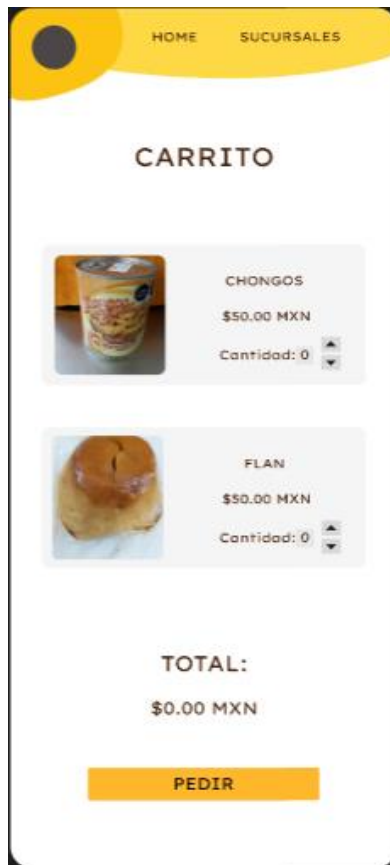 HOME SUCURSALES
CARRITO
CHONGOS
$50.00 MXN
Cantidad: 0
FLAN
$50.00 MXN
Cantidad: 0
TOTAL:
$0.00 MXN
PEDIR